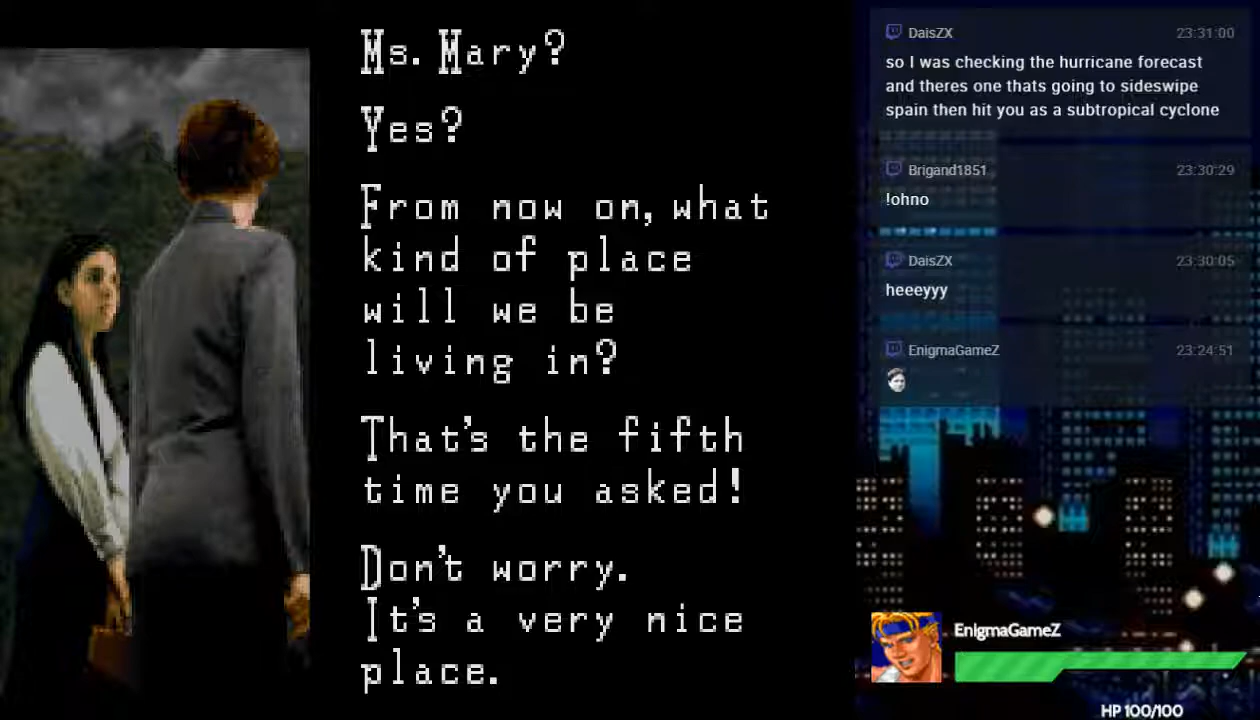 Ms. Mary?
Yes?
From now on, what
kind of place
will we be
living in?
That's the fifth
time you asked!
Don't worry.
It's a very nice
place.
DaisZX 23:31:00
so I was checking the hurricane forecast
and theres one thats going to sideswipe
spain then hit you as a subtropical cyclone
Brigand1851 23:30:29
!ohno
DaisZX 23:30:05
heeeyyy
EnigmaGameZ 23:24:51
EnigmaGameZ
HP 100/100